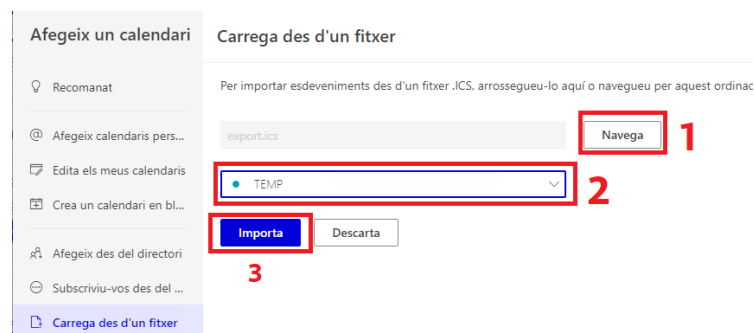 Afegeix un calendari
Carrega des d'un fitxer
Recomanat
Per importar esdeveniments des d'un fitxer .ICS, arrossegueu-lo aquí o navegueu per aquest ordinac
Afegeix calendaris pers...
export.ics
Navega
1
Edita els meus calendaris
TEMP
2
Crea un calendari en bl...
Importa
Descarta
3
Afegeix des del directori
Subscriviu-vos des del ...
Carrega des d'un fitxer